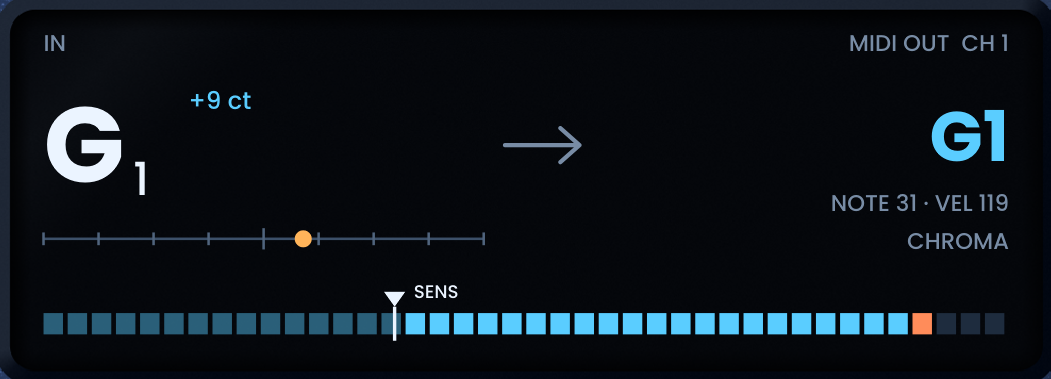 IN
MIDI OUT CH 1
+9 ct
G1
G1
NOTE 31 · VEL 119
CHROMA
SENS